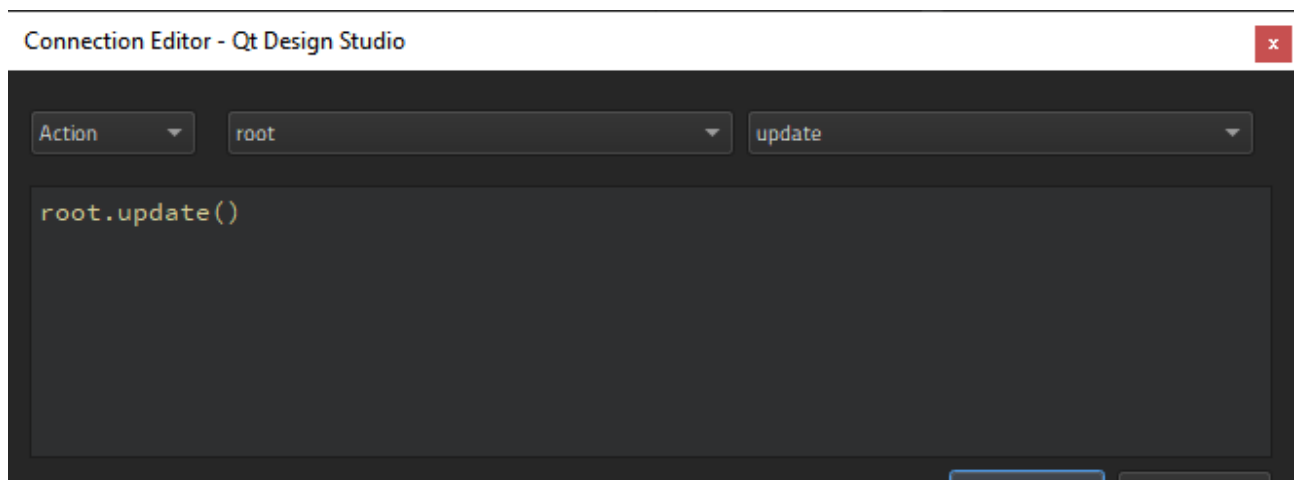 Connection Editor - Qt Design Studio
x
Action root update
root.update()